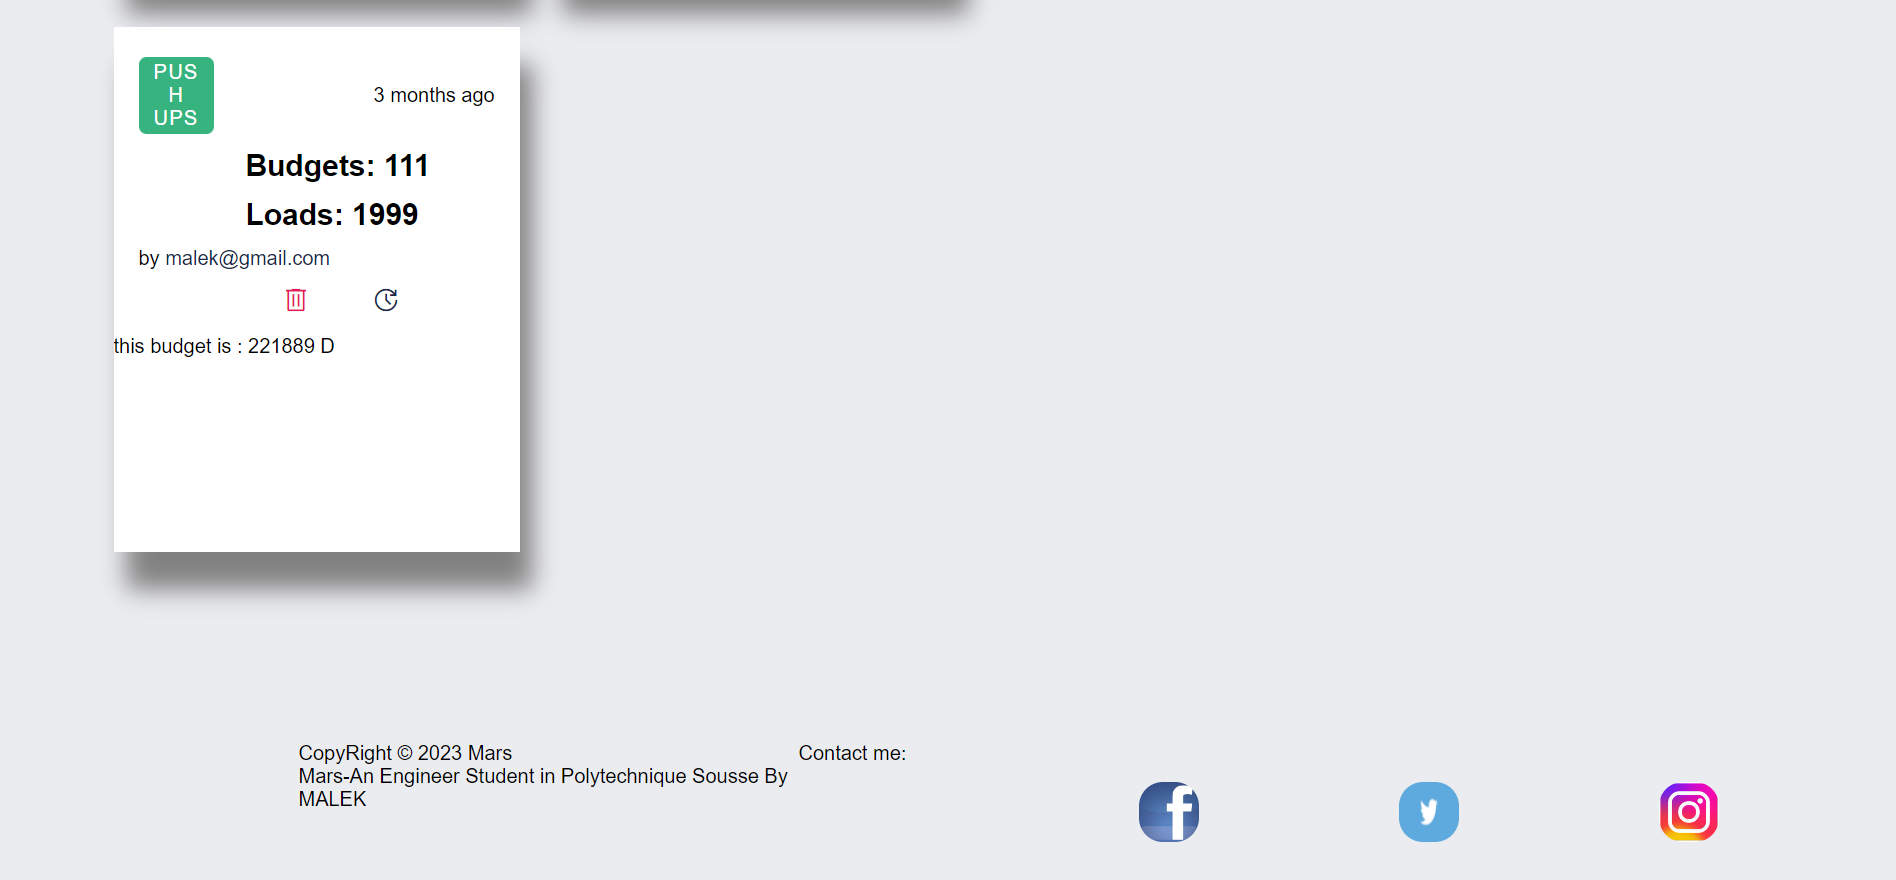 PUS
H
UPS
3 months ago
Budgets: 111
Loads: 1999
by malek@gmail.com
this budget is : 221889 D
CopyRight © 2023 Mars
Mars-An Engineer Student in Polytechnique Sousse By
MALEK
Contact me: